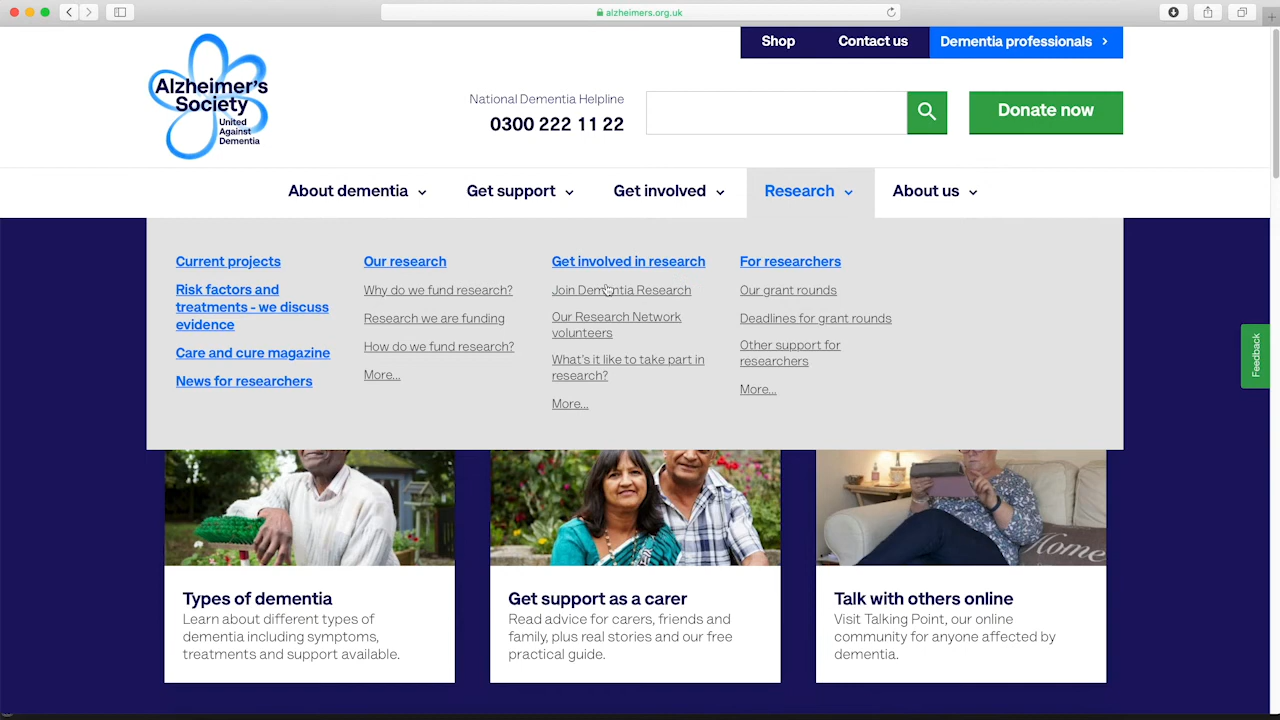 alzheimers.org.uk
Shop
Contact us
Dementia professionals
Alzheimer's
Society
United
Against
Dementia
National Dementia Helpline
0300 222 11 22
Donate now
About dementia
Get support
Get involved
Research
About us
Current projects
Risk factors and
treatments - we discuss
evidence
Care and cure magazine
News for researchers
Our research
Why do we fund research?
Research we are funding
How do we fund research?
More...
Get involved in research
Join Dementia Research
Our Research Network
volunteers
What's it like to take part in
research?
More...
For researchers
Our grant rounds
Deadlines for grant rounds
Other support for
researchers
More...
Feedback
Home
Types of dementia
Learn about different types of
dementia including symptoms,
treatments and support available.
Get support as a carer
Read advice for carers, friends and
family, plus real stories and our free
practical guide.
Talk with others online
Visit Talking Point, our online
community for anyone affected by
dementia.